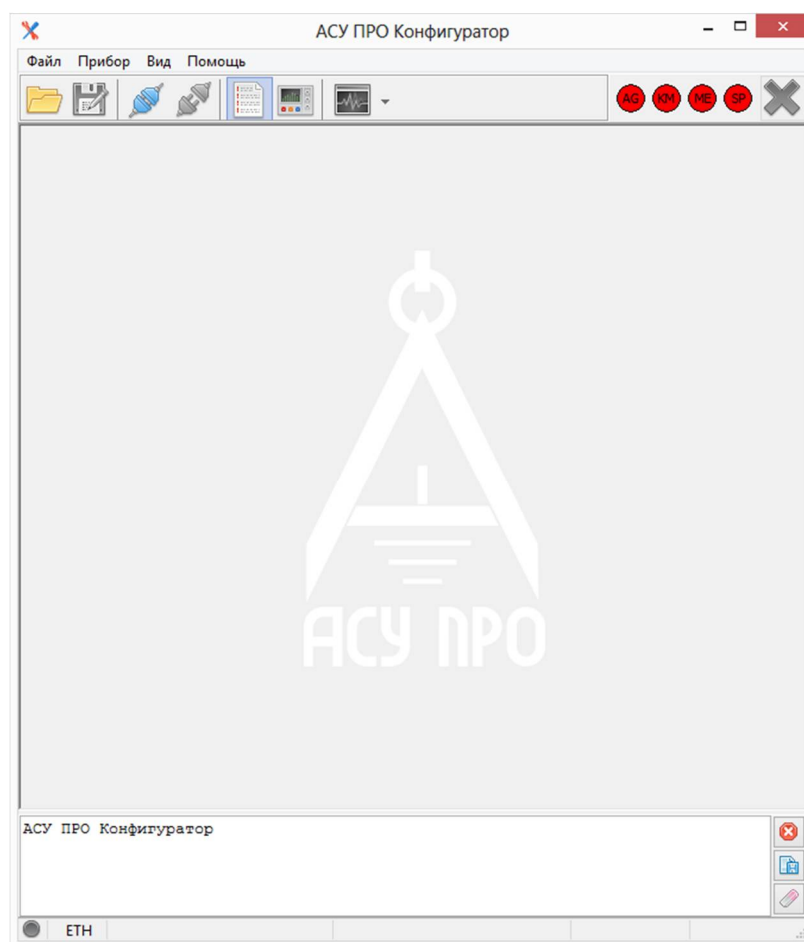 АСУ ПРО Конфигуратор
Файл Прибор Вид Помощь
AG KM ME SP
АСУ ПРО
АСУ ПРО Конфигуратор
ETH